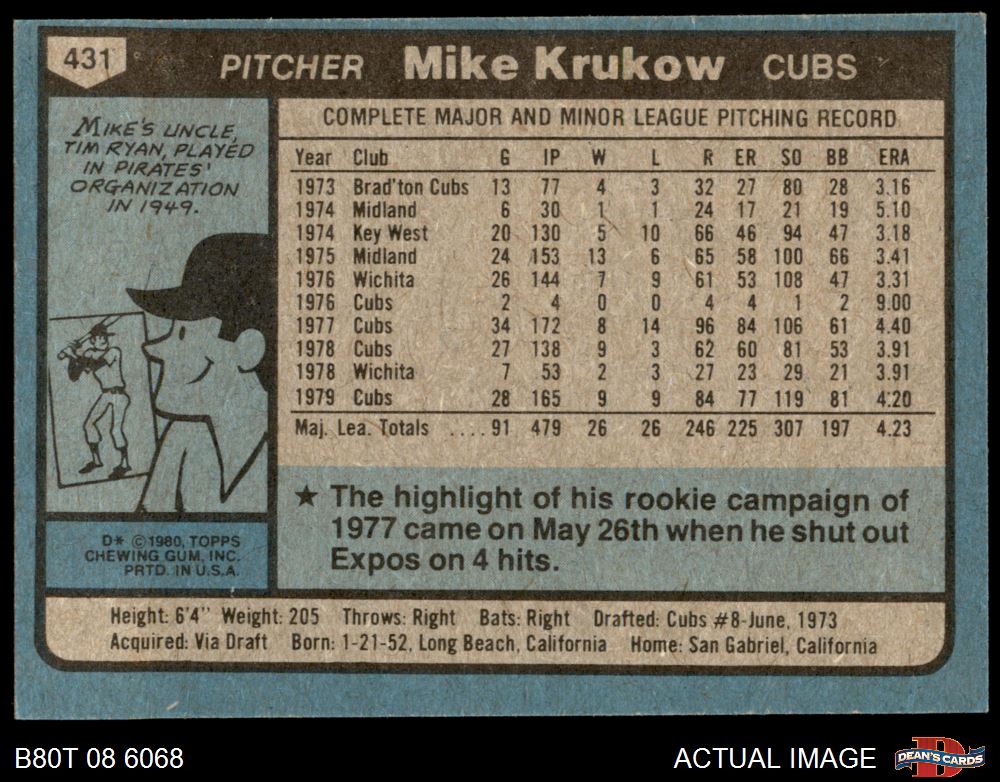 431 PITCHER Mike Krukow CUBS
MIKE'S UNCLE,
TIM RYAN, PLAYED
IN PIRATES'
ORGANIZATION
IN 1949.
COMPLETE MAJOR AND MINOR LEAGUE PITCHING RECORD
Year Club G IP W L R ER SO BB ERA
1973 Brad'ton Cubs 13 77 4 3 32 27 80 28 3.16
1974 Midland 6 30 1 1 24 17 21 19 5.10
1974 Key West 20 130 5 10 66 46 94 47 3.18
1975 Midland 24 153 13 6 65 58 100 66 3.41
1976 Wichita 26 144 7 9 61 53 108 47 3.31
1976 Cubs 2 4 0 0 4 4 1 2 9.00
1977 Cubs 34 172 8 14 96 84 106 61 4.40
1978 Cubs 27 138 9 3 62 60 81 53 3.91
1978 Wichita 7 53 2 3 27 23 29 21 3.91
1979 Cubs 28 165 9 9 84 77 119 81 4.20
Maj. Lea. Totals ....91 479 26 26 246 225 307 197 4.23
★ The highlight of his rookie campaign of
1977 came on May 26th when he shut out
Expos on 4 hits.
D* © 1980, TOPPS
CHEWING GUM, INC.
PRTD. IN U.S.A.
Height: 6'4" Weight: 205 Throws: Right Bats: Right Drafted: Cubs #8-June, 1973
Acquired: Via Draft Born: 1-21-52, Long Beach, California Home: San Gabriel, California
B80T 08 6068 ACTUAL IMAGE D DEAN'S CARDS